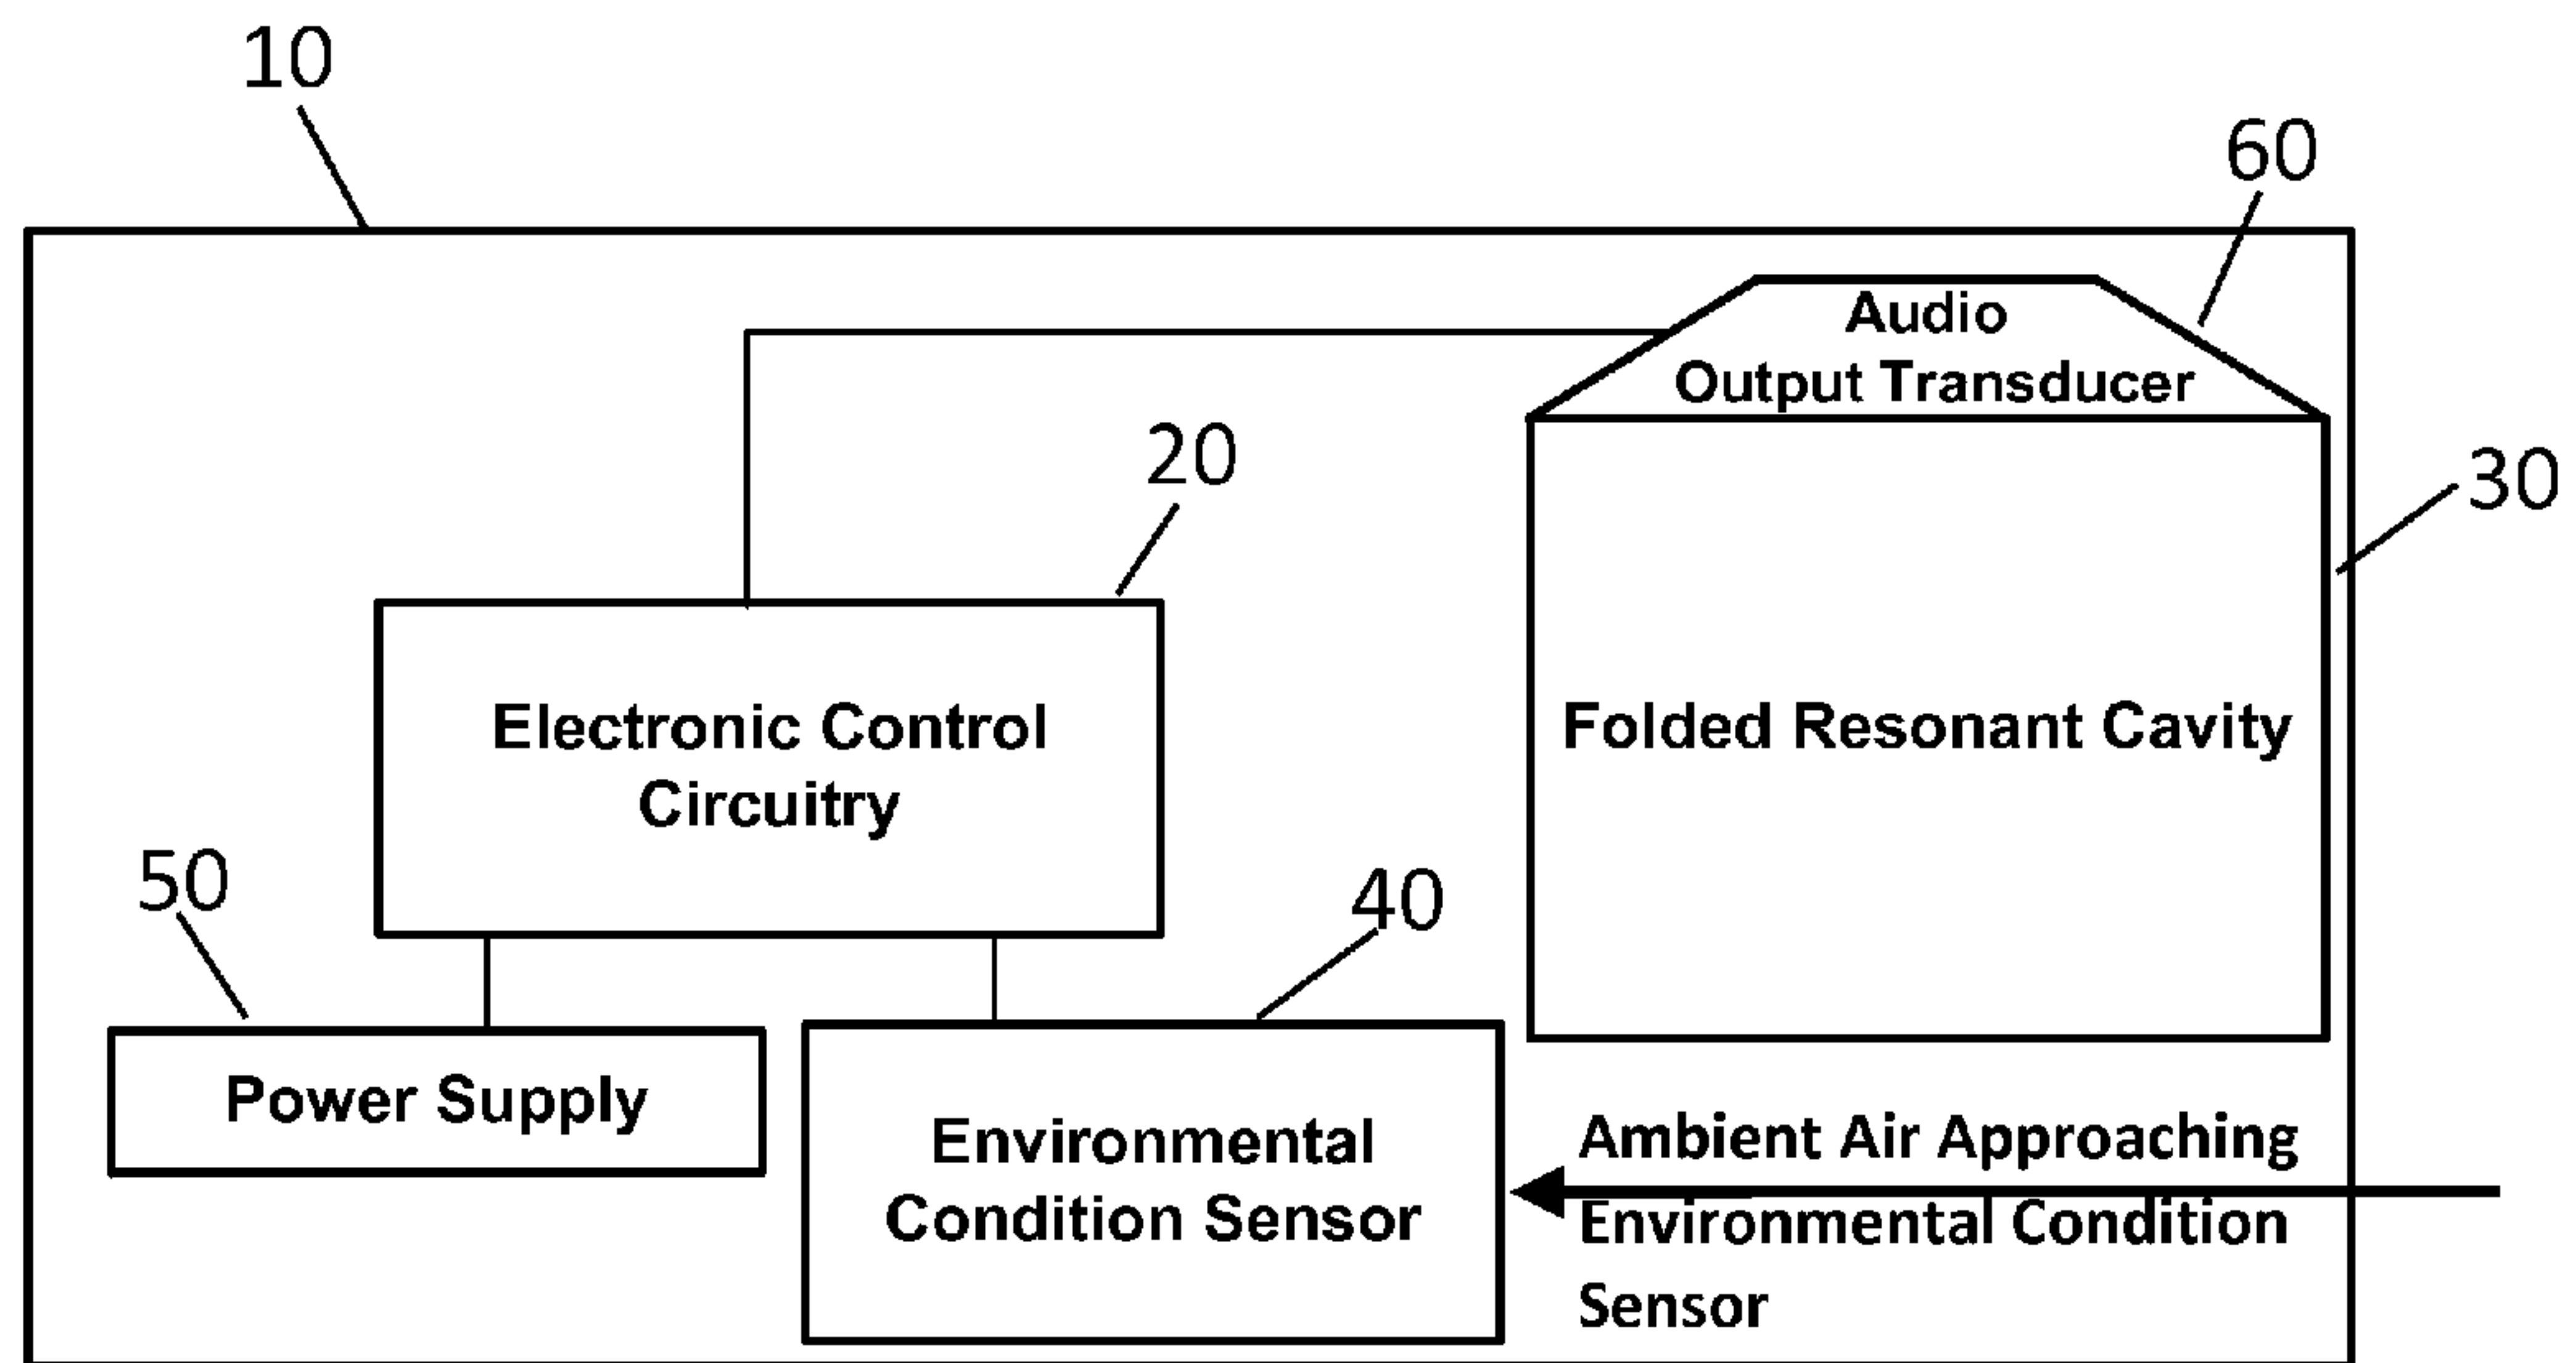 10
60
Audio
Output Transducer
20
30
Electronic Control
Circuitry
Folded Resonant Cavity
50
40
Power Supply
Environmental
Condition Sensor
Ambient Air Approaching
Environmental Condition
Sensor